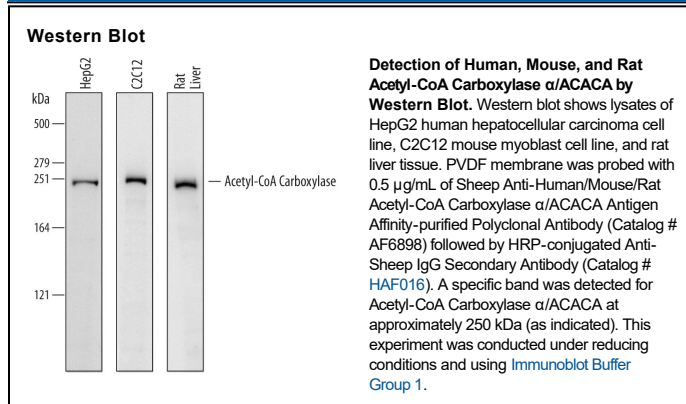 Western Blot
HepG2
C2C12
Rat
Liver
kDa
500
279
251
164
121
Acetyl-CoA Carboxylase
Detection of Human, Mouse, and Rat
Acetyl-CoA Carboxylase α/ACACA by
Western Blot. Western blot shows lysates of
HepG2 human hepatocellular carcinoma cell
line, C2C12 mouse myoblast cell line, and rat
liver tissue. PVDF membrane was probed with
0.5 µg/mL of Sheep Anti-Human/Mouse/Rat
Acetyl-CoA Carboxylase α/ACACA Antigen
Affinity-purified Polyclonal Antibody (Catalog #
AF6898) followed by HRP-conjugated Anti-
Sheep IgG Secondary Antibody (Catalog #
HAF016). A specific band was detected for
Acetyl-CoA Carboxylase α/ACACA at
approximately 250 kDa (as indicated). This
experiment was conducted under reducing
conditions and using Immunoblot Buffer
Group 1.